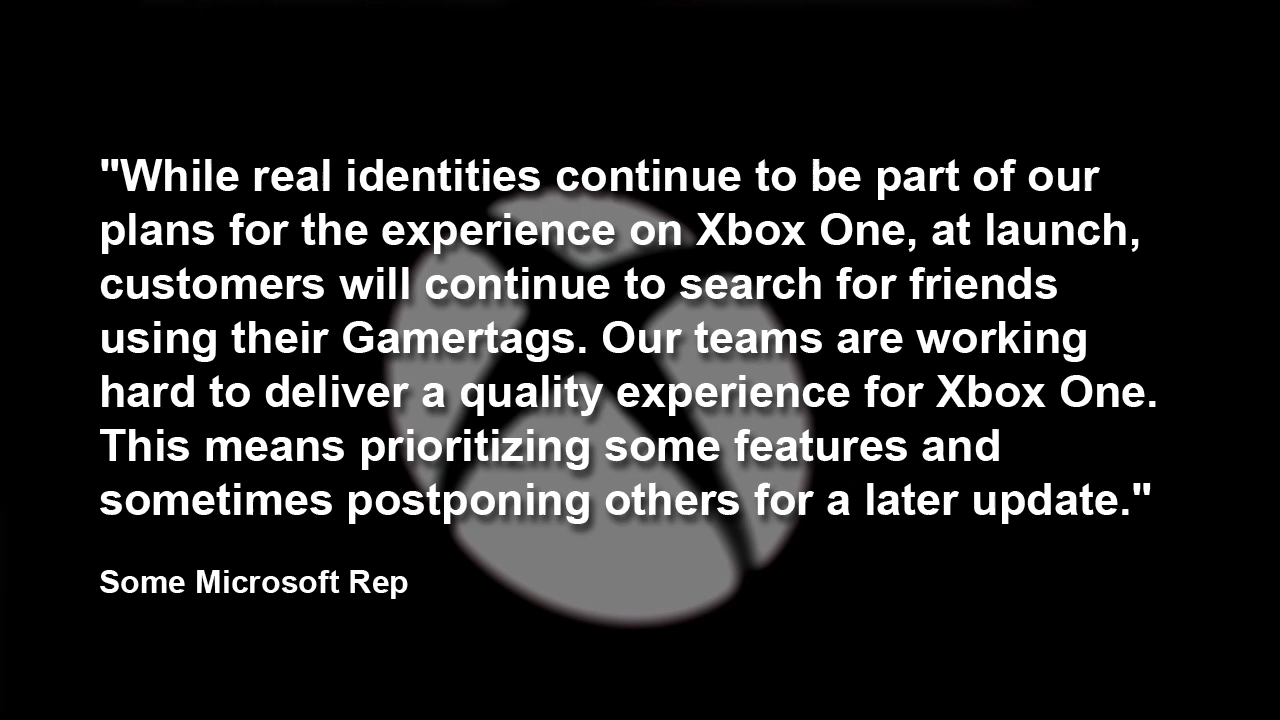 "While real identities continue to be part of our
plans for the experience on Xbox One, at launch,
customers will continue to search for friends
using their Gamertags. Our teams are working
hard to deliver a quality experience for Xbox One.
This means prioritizing some features and
sometimes postponing others for a later update."
Some Microsoft Rep